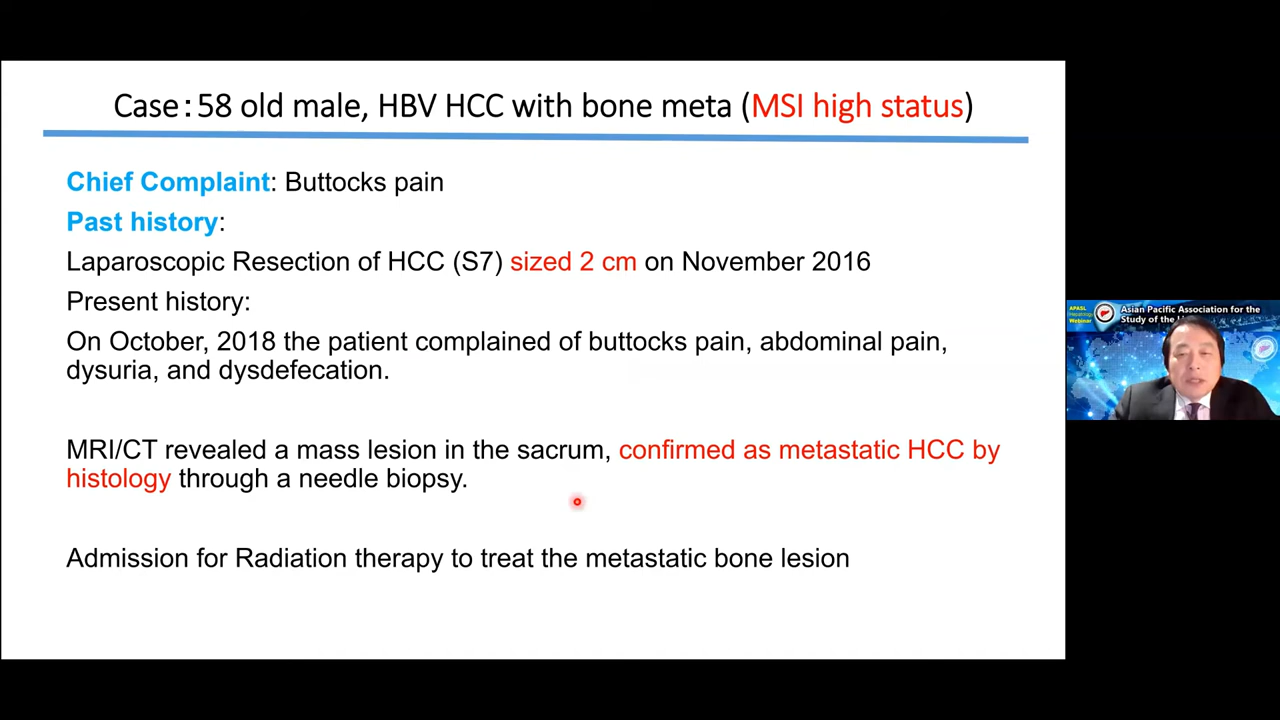 Case：58 old male, HBV HCC with bone meta (MSI high status)
Chief Complaint: Buttocks pain
Past history:
Laparoscopic Resection of HCC (S7) sized 2 cm on November 2016
Present history:
On October, 2018 the patient complained of buttocks pain, abdominal pain,
dysuria, and dysdefecation.
MRI/CT revealed a mass lesion in the sacrum, confirmed as metastatic HCC by
histology through a needle biopsy.
Admission for Radiation therapy to treat the metastatic bone lesion
APASL
Hepatology
Webinar
Asian Pacific Association for the
Study of the Li